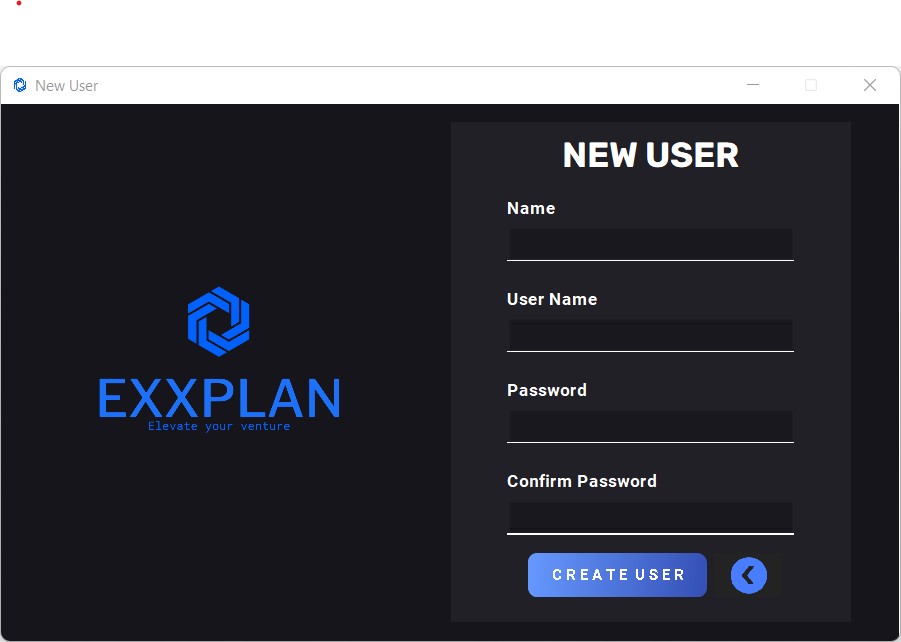 New User
NEW USER
Name
User Name
Password
Confirm Password
CREATE USER
EXXPLAN
Elevate your venture